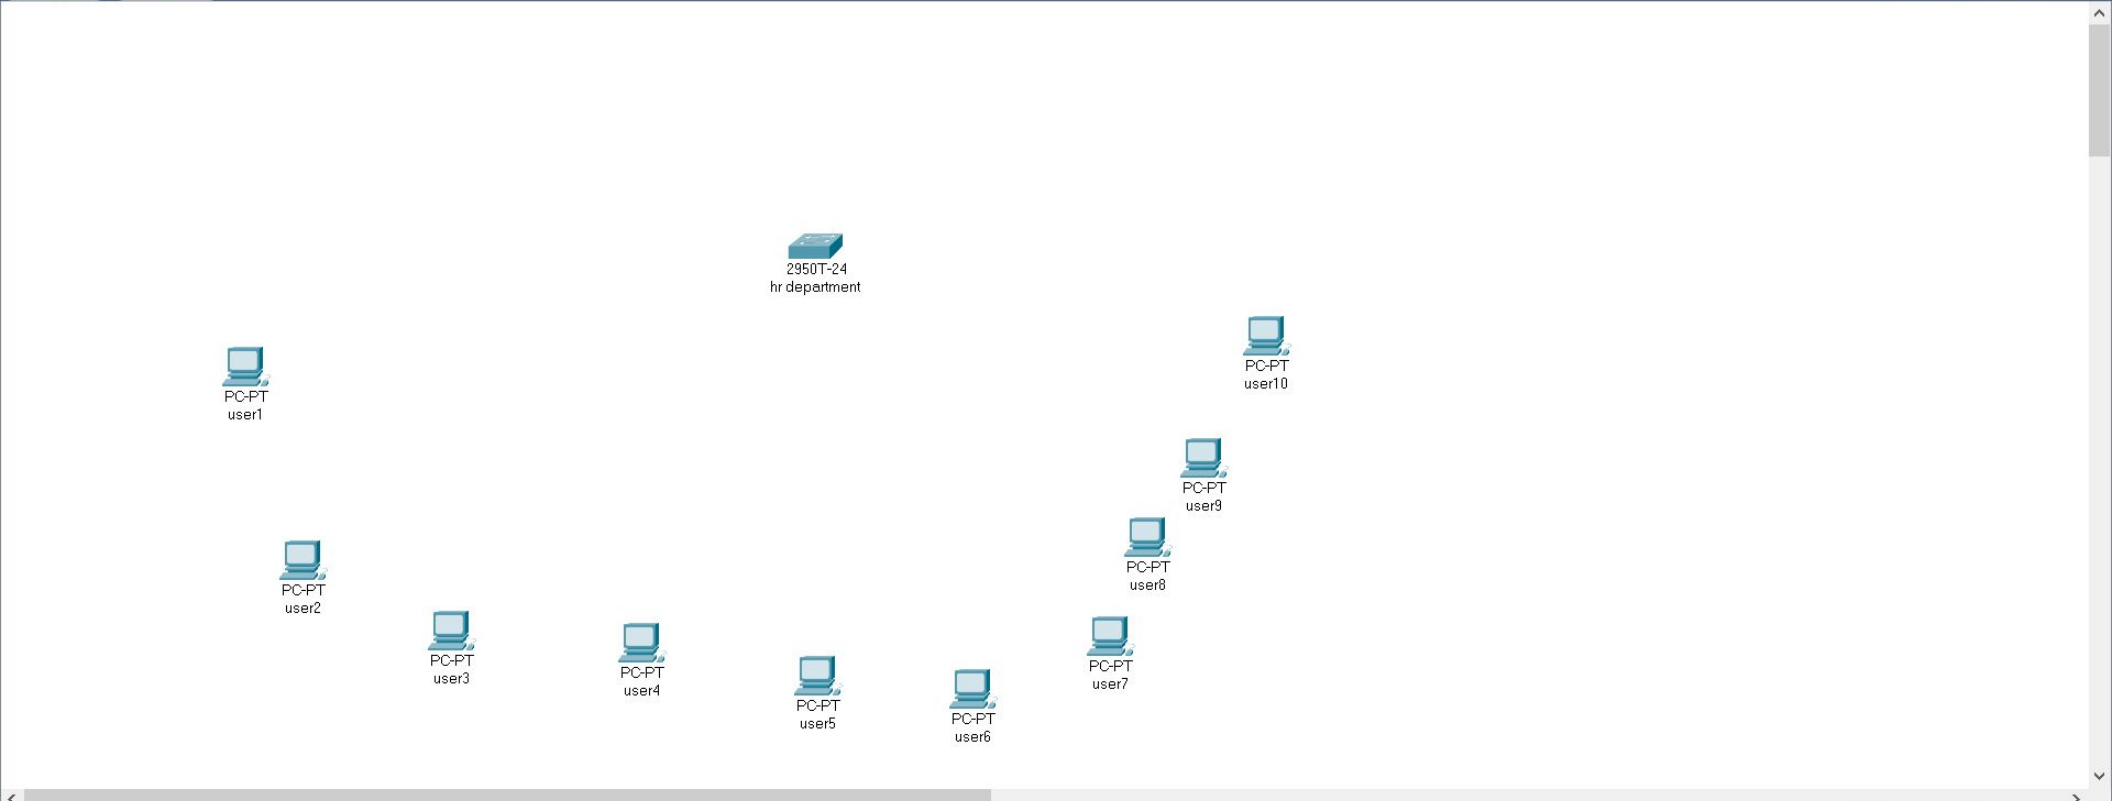 2950T-24
hr department
PC-PT
user10
PC-PT
user1
PC-PT
user9
PC-PT
user8
PC-PT
user2
PC-PT
user3
PC-PT
user4
PC-PT
user7
PC-PT
user5
PC-PT
user6